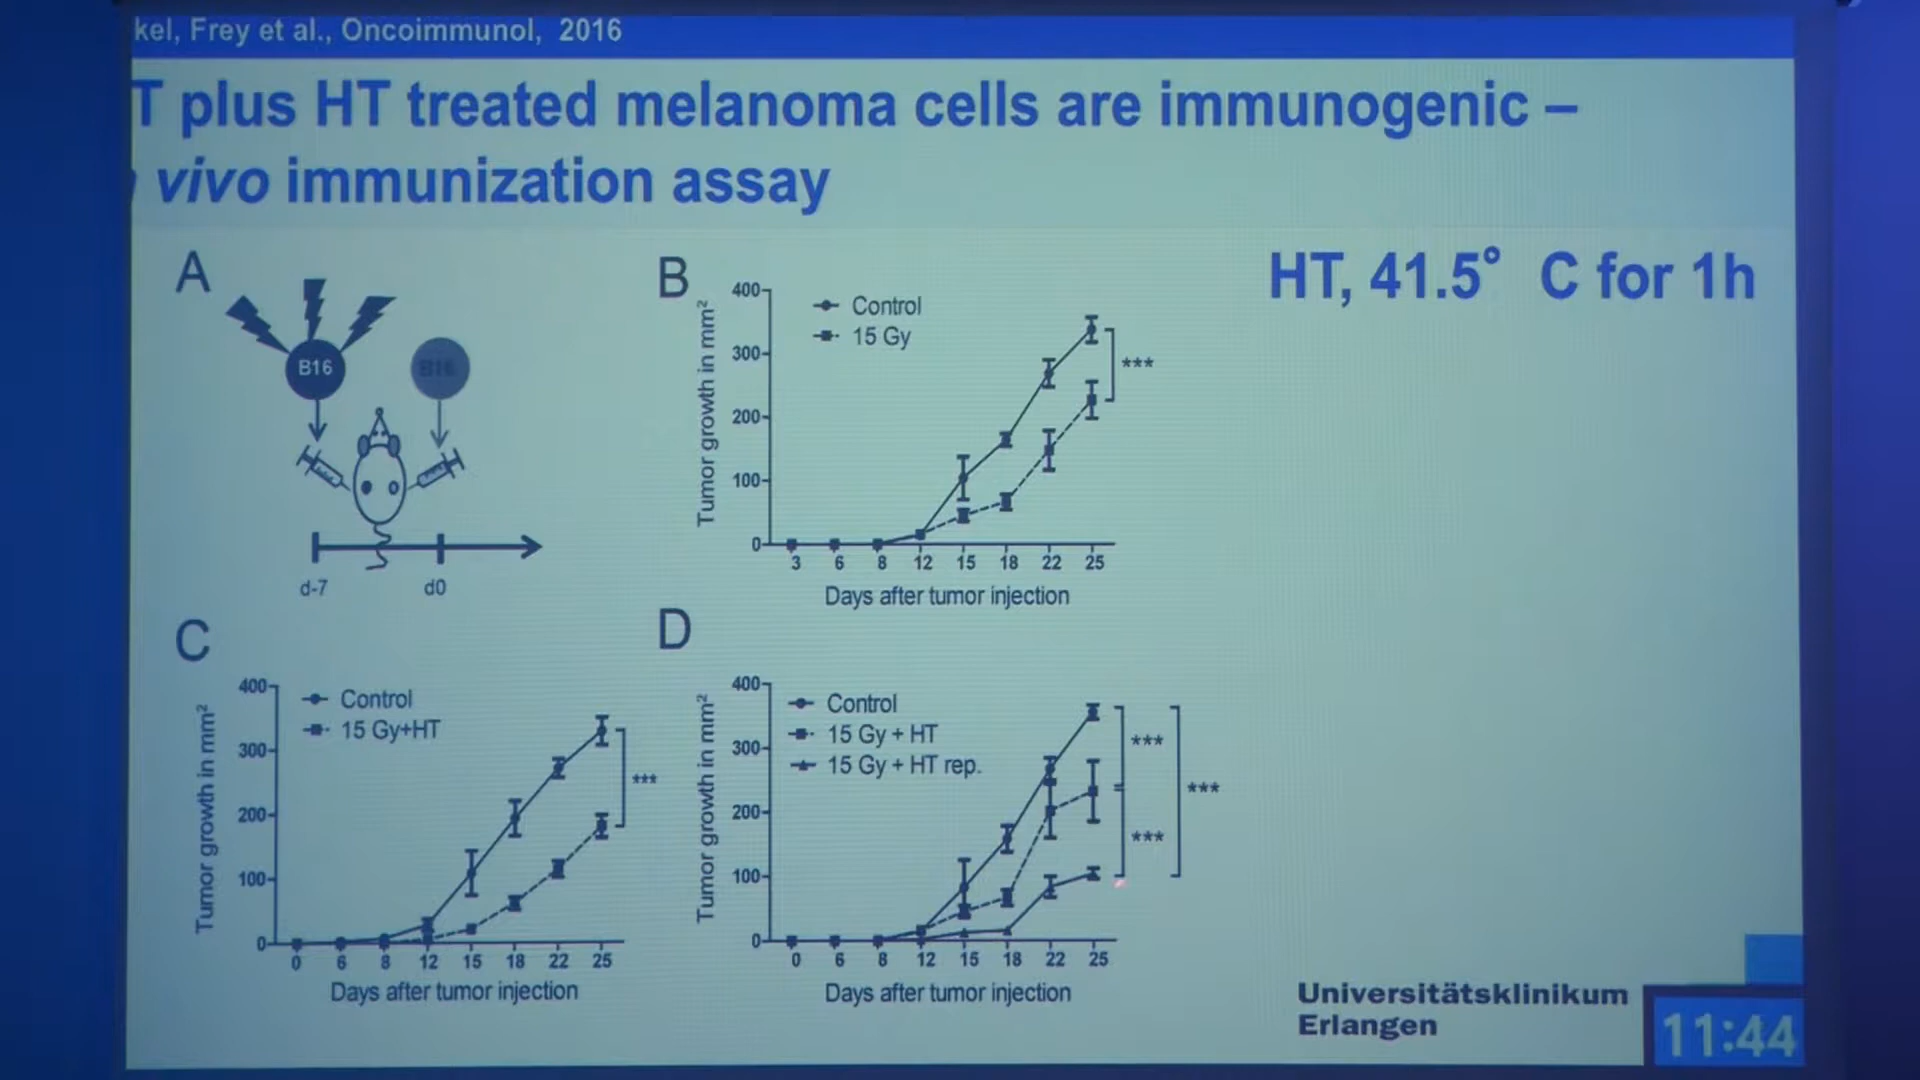 kel, Frey et al., Oncoimmunol, 2016
T plus HT treated melanoma cells are immunogenic –
vivo immunization assay
HT, 41.5° C for 1h
A
B16
B16
d-7
d0
B
400
300
200
100
0
Tumor growth in mm²
Control
15 Gy
***
3 6 8 12 15 18 22 25
Days after tumor injection
C
400
300
200
100
0
Tumor growth in mm²
Control
15 Gy+HT
***
0 6 8 12 15 18 22 25
Days after tumor injection
D
400
300
200
100
0
Tumor growth in mm²
Control
15 Gy + HT
15 Gy + HT rep.
***
***
***
0 6 8 12 15 18 22 25
Days after tumor injection
Universitätsklinikum
Erlangen
11:44